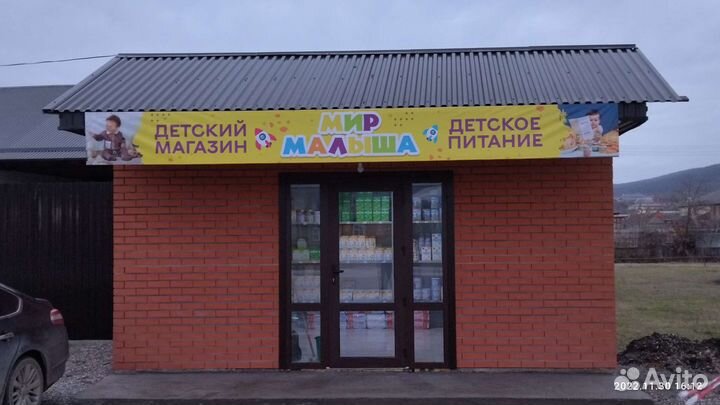 ДЕТСКИЙ
МАГАЗИН
МИР
МАЛЫША
ДЕТСКОЕ
ПИТАНИЕ
Avito
2022.11.30 16:12